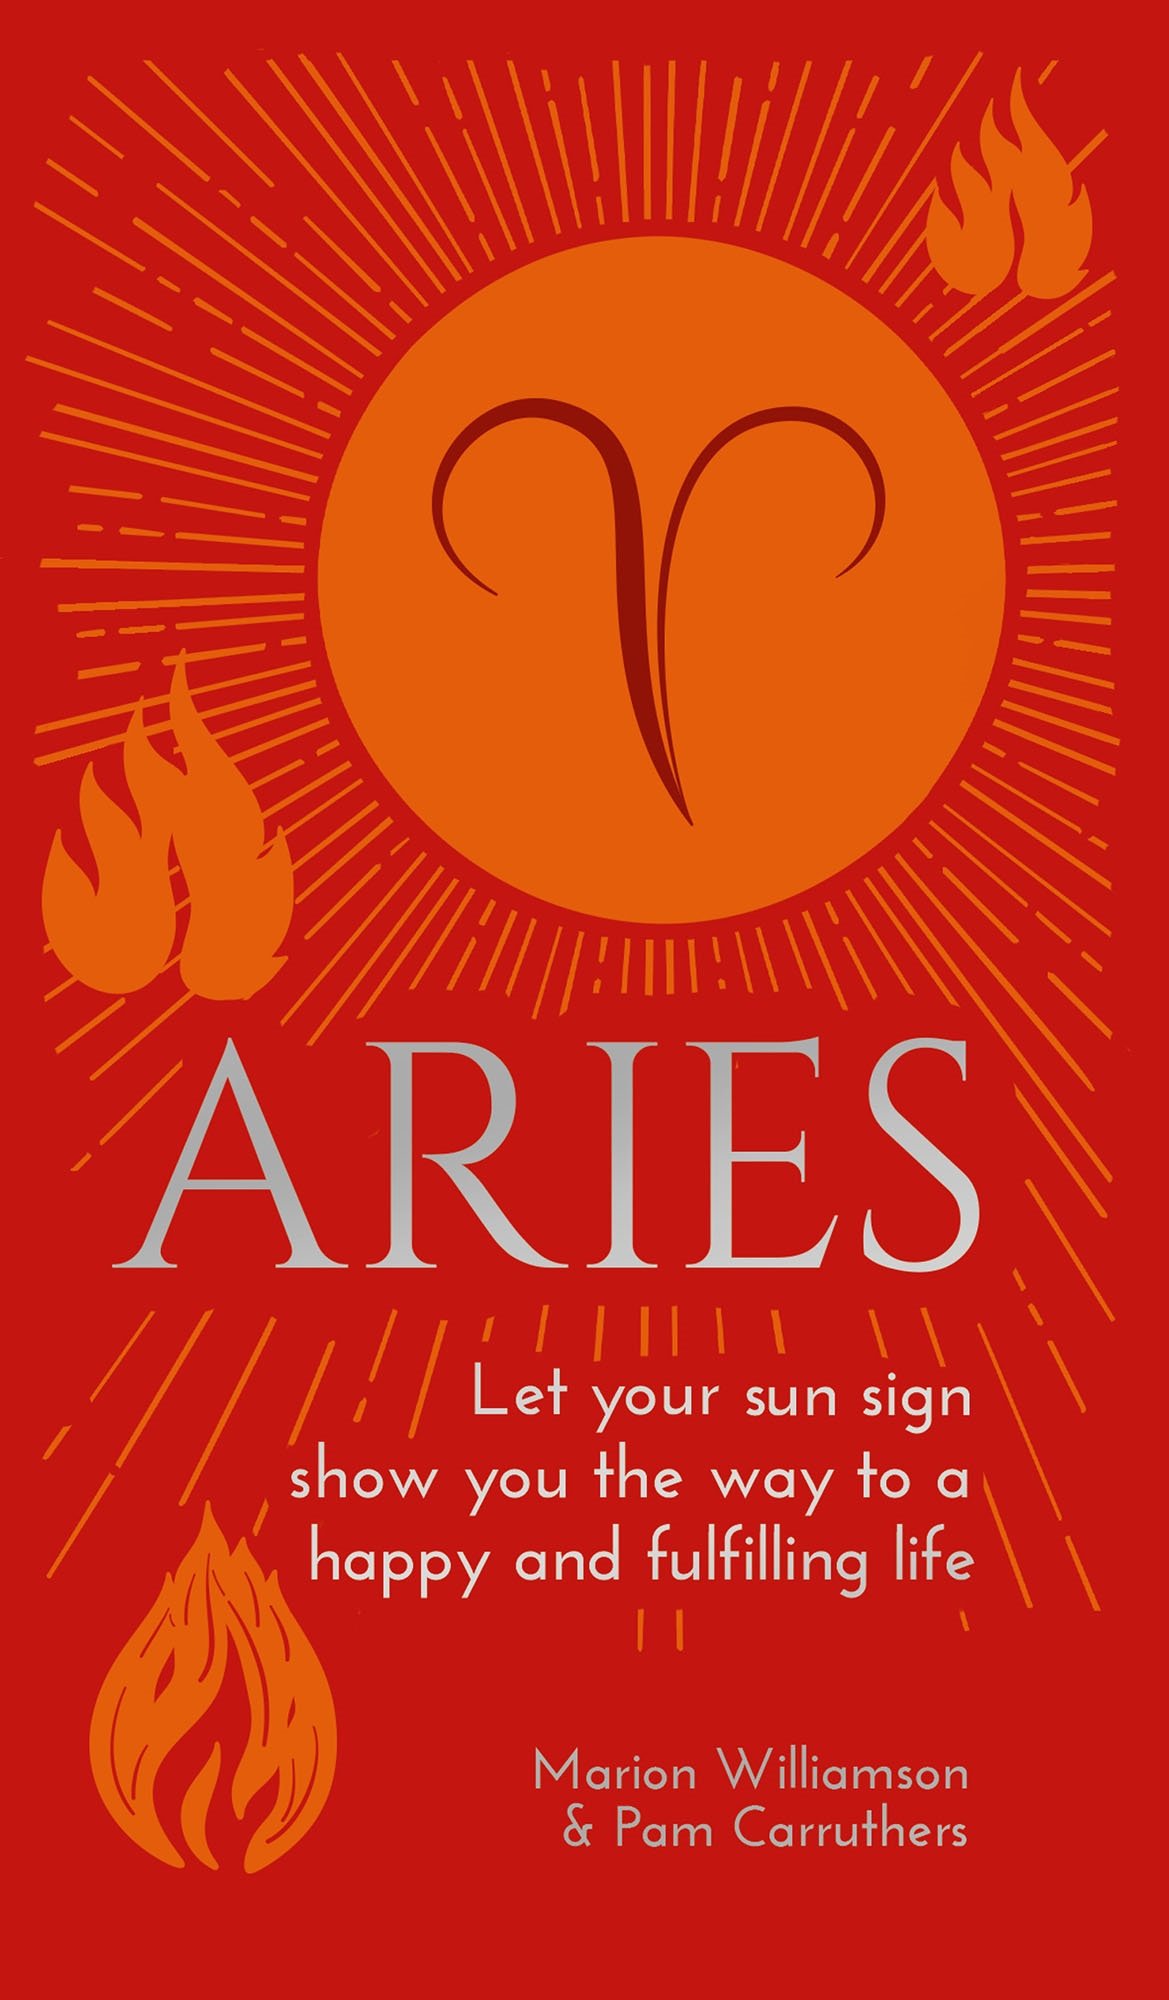 ARIES
Let your sun sign
show you the way to a
happy and fulfilling life
Marion Williamson
& Pam Carruthers